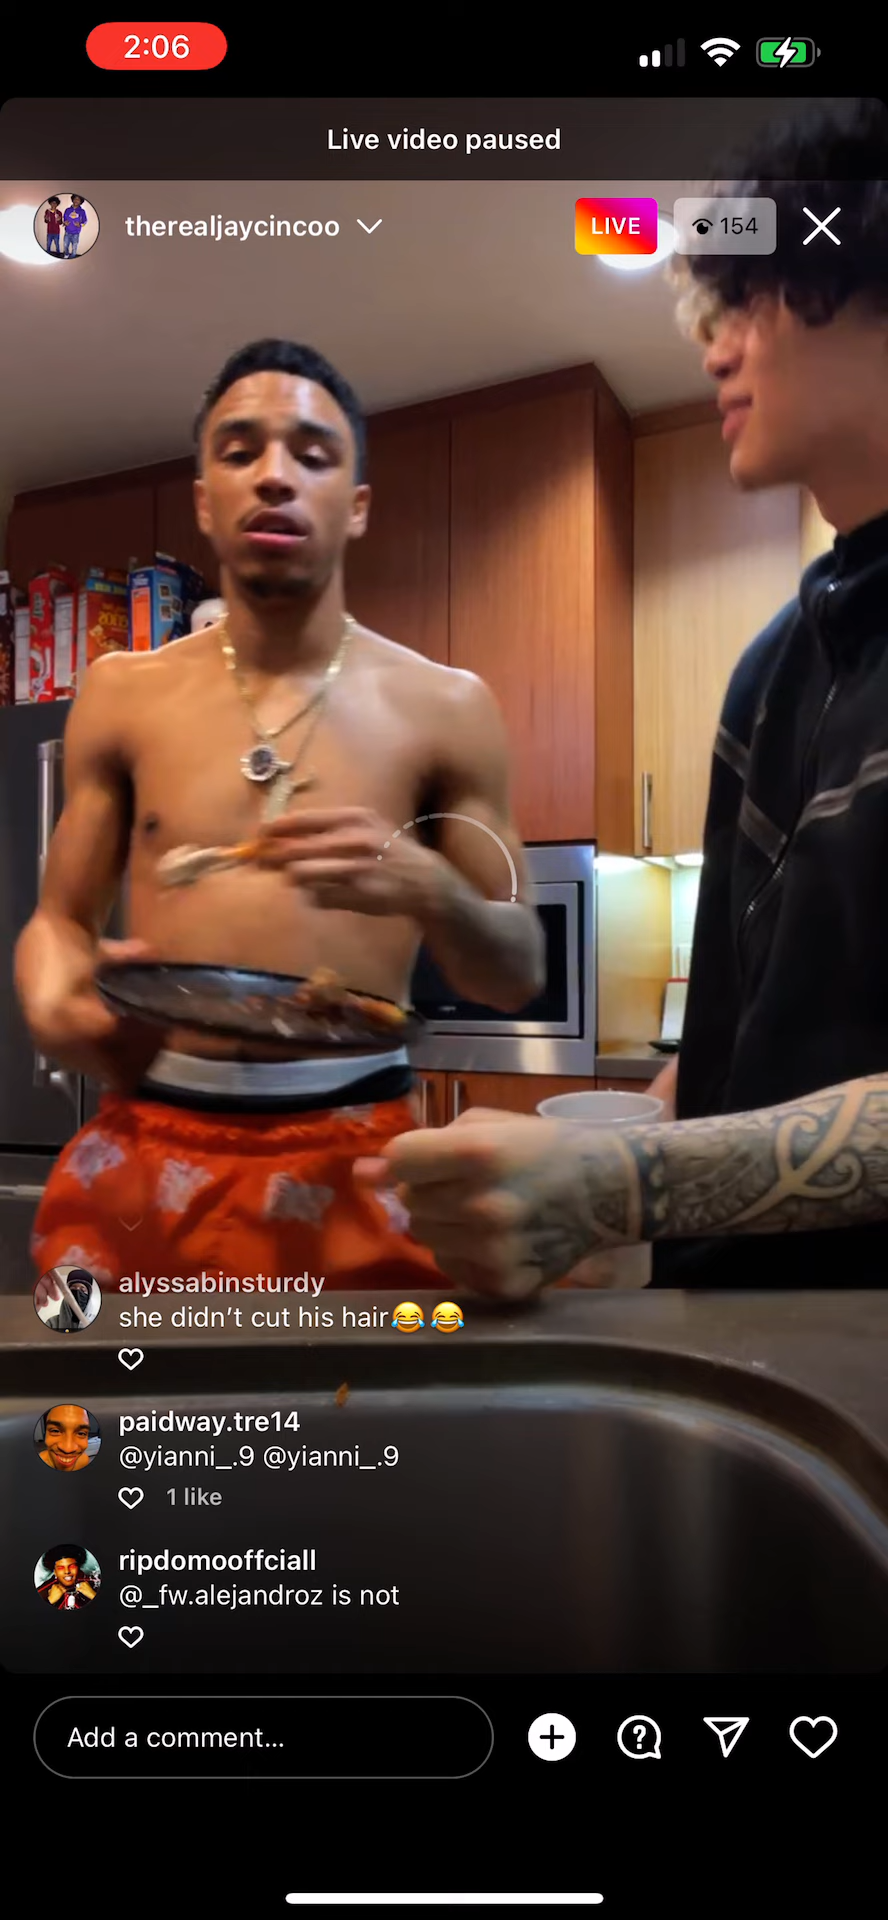 2:06
Live video paused
therealjaycincoo
LIVE
154
alyssabinsturdy
she didn’t cut his hair😂😂
paidway.tre14
@yianni_.9 @yianni_.9
1 like
ripdomooffciall
@_fw.alejandroz is not
Add a comment...